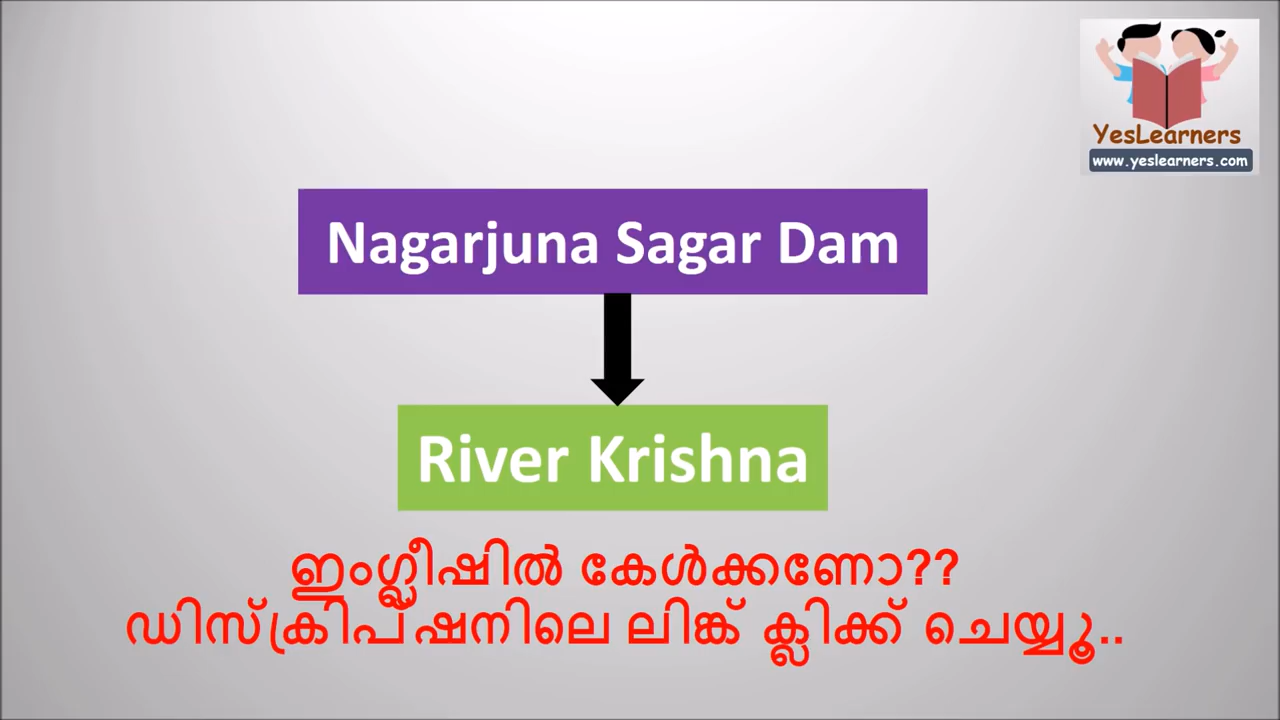 YesLearners
www.yeslearners.com
Nagarjuna Sagar Dam
River Krishna
ഇംഗ്ലീഷിൽ കേൾക്കണോ??
ഡിസ്ക്രിപ്ഷനിലെ ലിങ്ക് ക്ലിക്ക് ചെയ്യൂ..